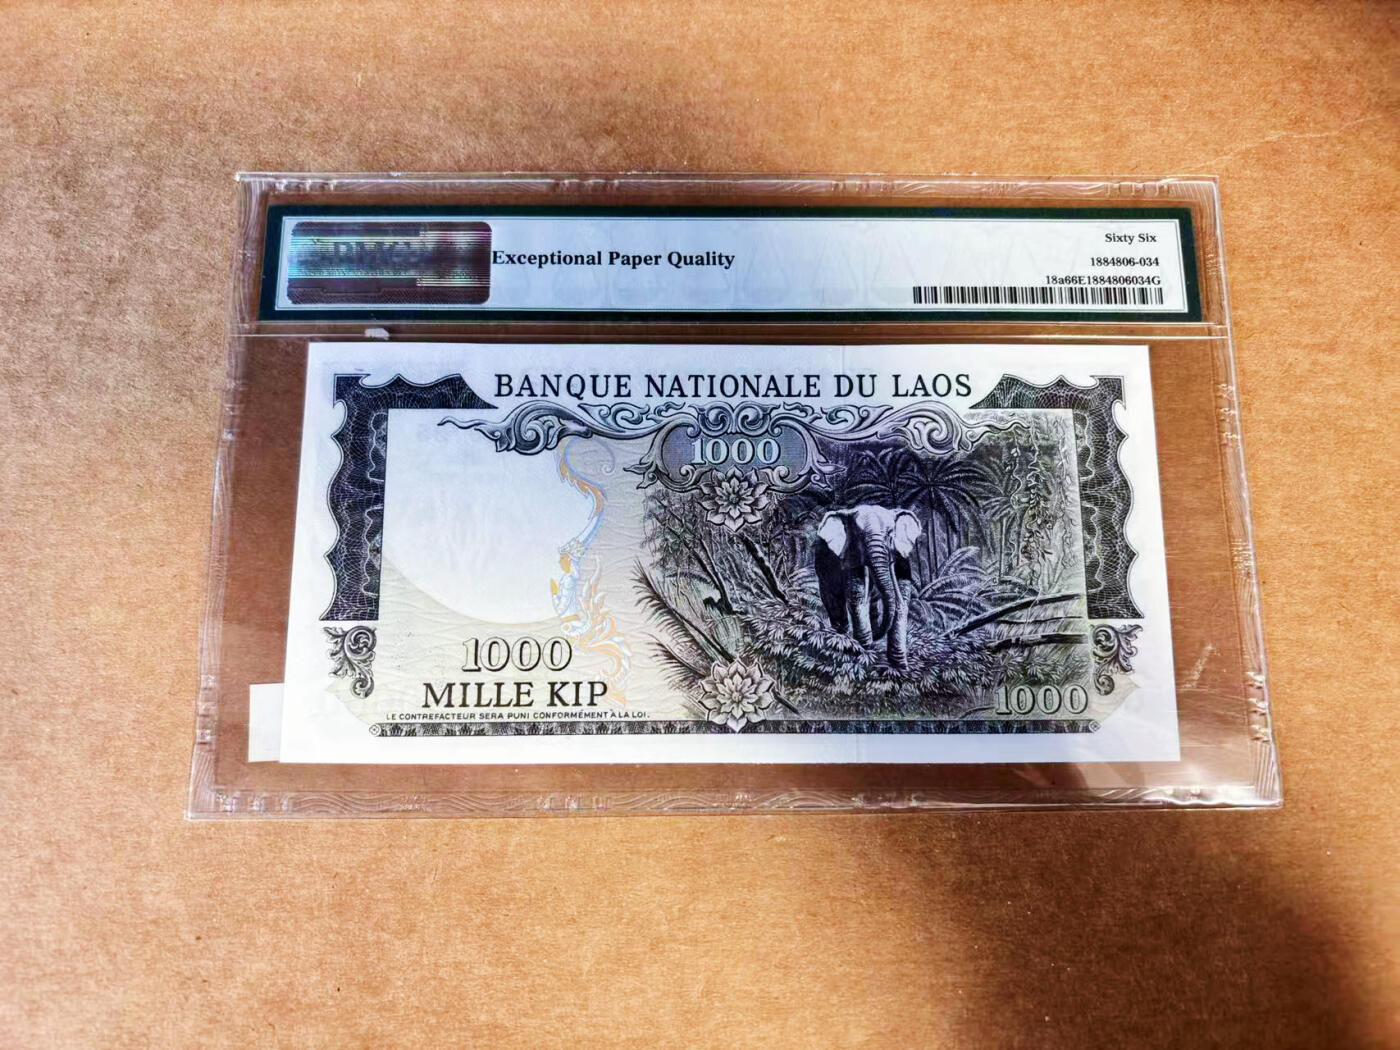 Exceptional Paper Quality
Sixty Six
1884806-034
18a66E1884806034G
BANQUE NATIONALE DU LAOS
1000
1000
MILLE KIP
LE CONTREFACTEUR SERA PUNI CONFORMÉMENT À LA LOI.
1000